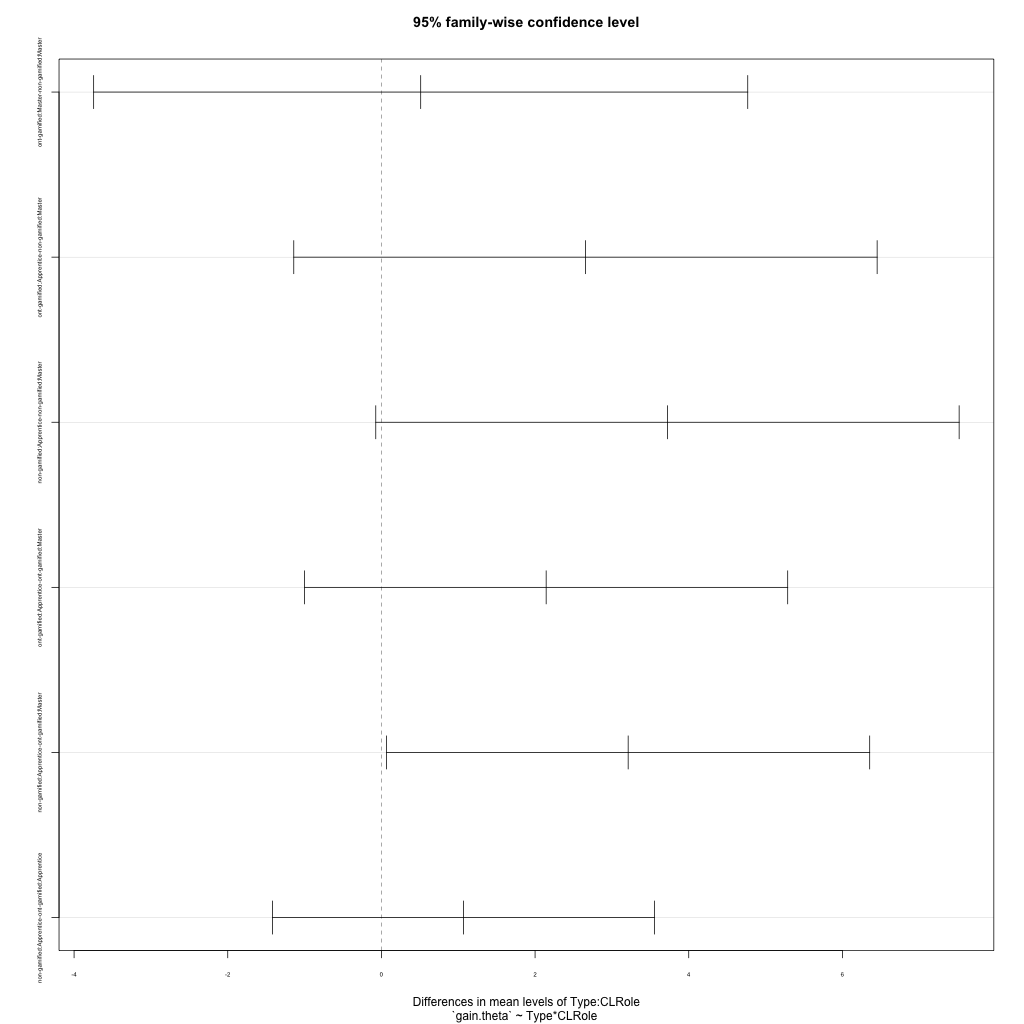 95% family-wise confidence level
ont-gamified:Master-non-gamified:Master
ont-gamified:Apprentice-non-gamified:Master
non-gamified:Apprentice-non-gamified:Master
ont-gamified:Apprentice-ont-gamified:Master
non-gamified:Apprentice-ont-gamified:Master
non-gamified:Apprentice-ont-gamified:Apprentice
-4 -2 0 2 4 6
Differences in mean levels of Type:CLRole
`gain.theta` ~ Type*CLRole